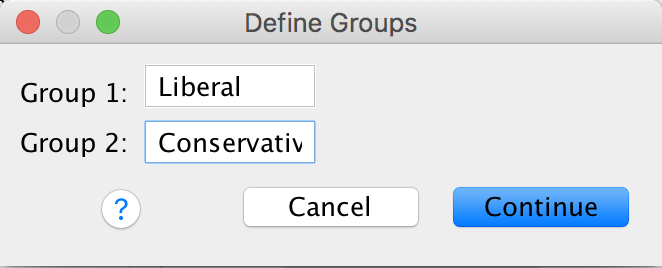 Define Groups
Group 1: Liberal
Group 2: Conservativ
? Cancel Continue